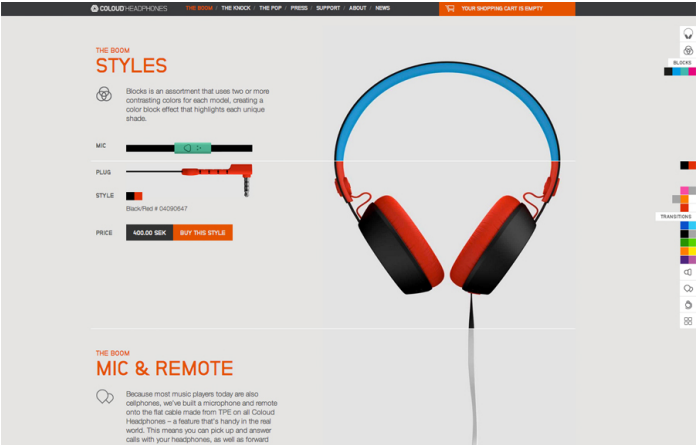 COLOUD HEADPHONES
THE BOOM / THE KNOCK / THE POP / PRESS / SUPPORT / ABOUT / NEWS
YOUR SHOPPING CART IS EMPTY
THE BOOM
STYLES
Blocks is an assortment that uses two or more
contrasting colors for each model, creating a
color block effect that highlights each unique
shade.
MIC
PLUG
STYLE
Black/Red # 04090647
PRICE
400.00 SEK
BUY THIS STYLE
BLOCKS
TRANSITIONS
THE BOOM
MIC & REMOTE
Because most music players today are also
cellphones, we've built a microphone and remote
onto the flat cable made from TPE on all Coloud
Headphones – a feature that's handy in the real
world. This means you can pick up and answer
calls with your headphones, as well as forward